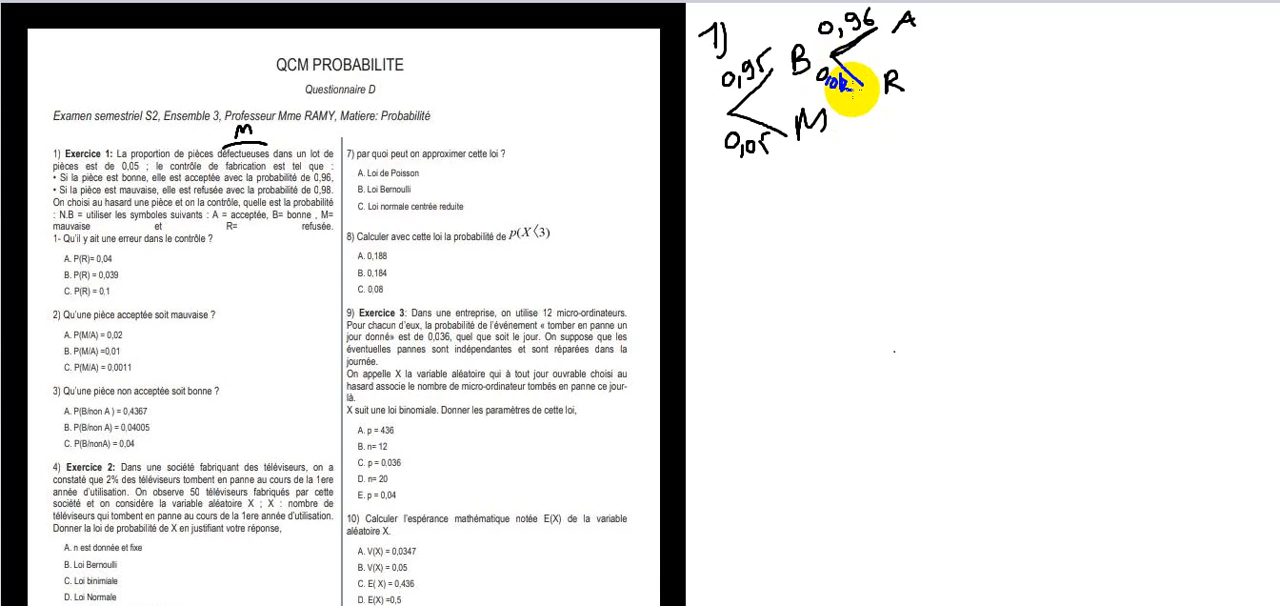 QCM PROBABILITE
Questionnaire D
Examen semestriel S2, Ensemble 3, Professeur Mme RAMY, Matiere: Probabilité
M
1) Exercice 1: La proportion de pièces défectueuses dans un lot de
pièces est de 0,05 ; le contrôle de fabrication est tel que :
• Si la pièce est bonne, elle est acceptée avec la probabilité de 0,96,
• Si la pièce est mauvaise, elle est refusée avec la probabilité de 0,98.
On choisi au hasard une pièce et on la contrôle, quelle est la probabilité
: N.B = utiliser les symboles suivants : A = acceptée, B= bonne , M=
mauvaise et R= refusée.
1- Qu'il y ait une erreur dans le contrôle ?
A. P(R)= 0,04
B. P(R) = 0,039
C. P(R) = 0,1
2) Qu'une pièce acceptée soit mauvaise ?
A. P(M/A) = 0,02
B. P(M/A) =0,01
C. P(M/A) = 0,0011
3) Qu'une pièce non acceptée soit bonne ?
A. P(B/non A ) = 0,4367
B. P(B/non A) = 0,04005
C. P(B/nonA) = 0,04
4) Exercice 2: Dans une société fabriquant des téléviseurs, on a
constaté que 2% des téléviseurs tombent en panne au cours de la 1ere
année d'utilisation. On observe 50 téléviseurs fabriqués par cette
société et on considère la variable aléatoire X ; X : nombre de
téléviseurs qui tombent en panne au cours de la 1ere année d'utilisation.
Donner la loi de probabilité de X en justifiant votre réponse,
A. n est donnée et fixe
B. Loi Bernoulli
C. Loi binimiale
D. Loi Normale
7) par quoi peut on approximer cette loi ?
A. Loi de Poisson
B. Loi Bernoulli
C. Loi normale centrée reduite
8) Calculer avec cette loi la probabilité de p(X⟨3)
A. 0,188
B. 0,184
C. 0,08
9) Exercice 3: Dans une entreprise, on utilise 12 micro-ordinateurs.
Pour chacun d'eux, la probabilité de l'événement « tomber en panne un
jour donné» est de 0,036, quel que soit le jour. On suppose que les
éventuelles pannes sont indépendantes et sont réparées dans la
journée.
On appelle X la variable aléatoire qui à tout jour ouvrable choisi au
hasard associe le nombre de micro-ordinateur tombés en panne ce jour-
là.
X suit une loi binomiale. Donner les paramètres de cette loi,
A. p = 436
B. n= 12
C. p = 0,036
D. n= 20
E. p = 0,04
10) Calculer l'espérance mathématique notée E(X) de la variable
aléatoire X.
A. V(X) = 0,0347
B. V(X) = 0,05
C. E( X) = 0,436
D. E(X) =0,5
1)
0,96 A
0,95 B
R
0,05 M